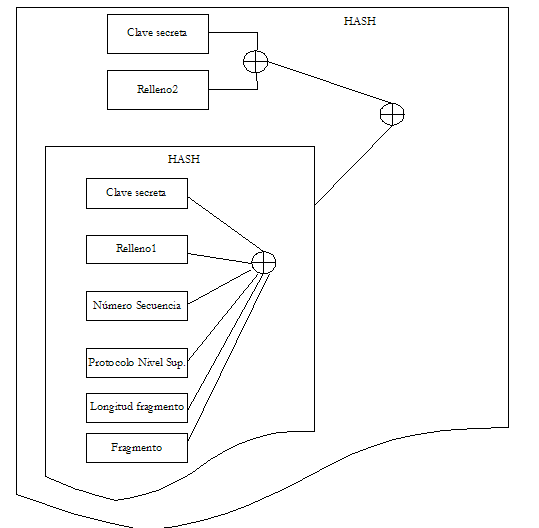 HASH
Clave secreta
Relleno2
HASH
Clave secreta
Relleno1
Número Secuencia
Protocolo Nivel Sup.
Longitud fragmento
Fragmento